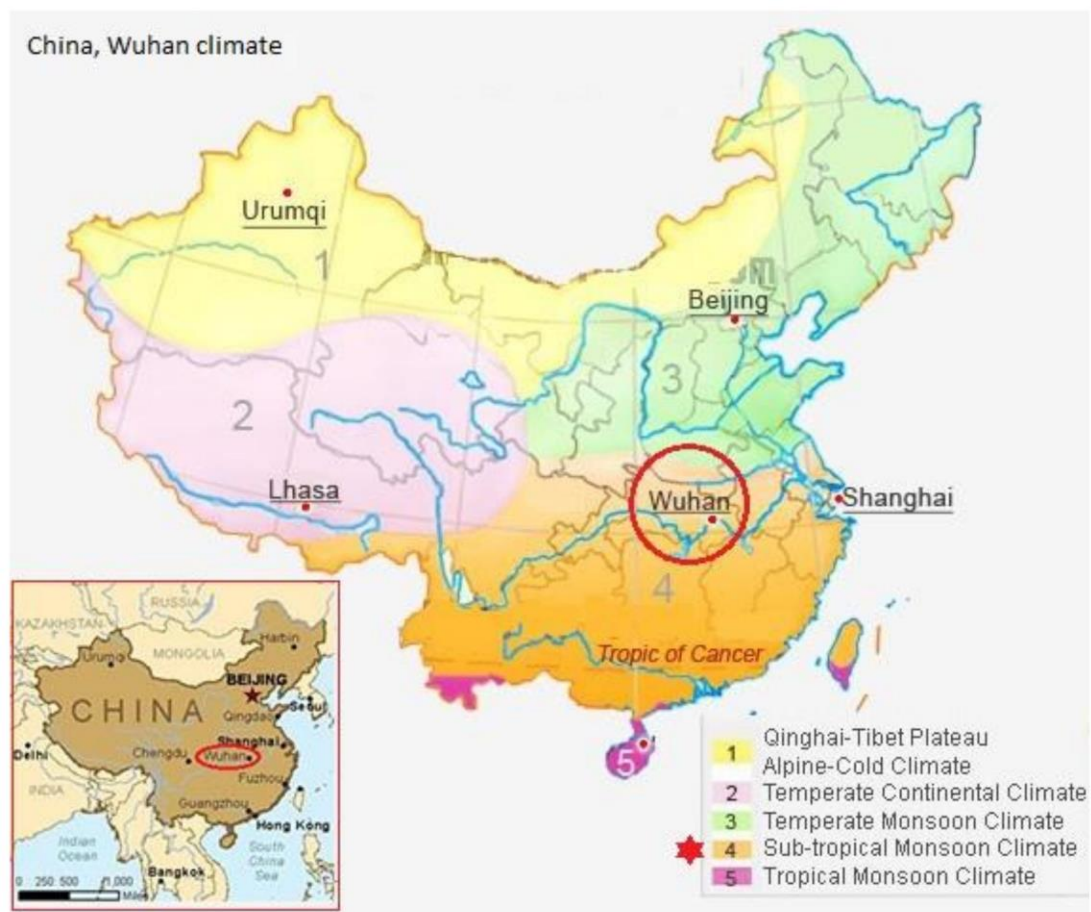 China, Wuhan climate
Urumqi
1
Beijing
3
2
Lhasa
Wuhan
Shanghai
4
Tropic of Cancer
5
1 Qinghai-Tibet Plateau
Alpine-Cold Climate
2 Temperate Continental Climate
3 Temperate Monsoon Climate
4 Sub-tropical Monsoon Climate
5 Tropical Monsoon Climate
RUSSIA
KAZAKHSTAN
Harbin
Urumqi
MONGOLIA
BEIJING
Seoul
CHINA
Qingdao
Shanghai
Delhi
Chengdu
Wuhan
Fuzhou
INDIA
Guangzhou
Hong Kong
Indian
Ocean
South
China
Sea
Bangkok
0 250 500 1,000
Miles